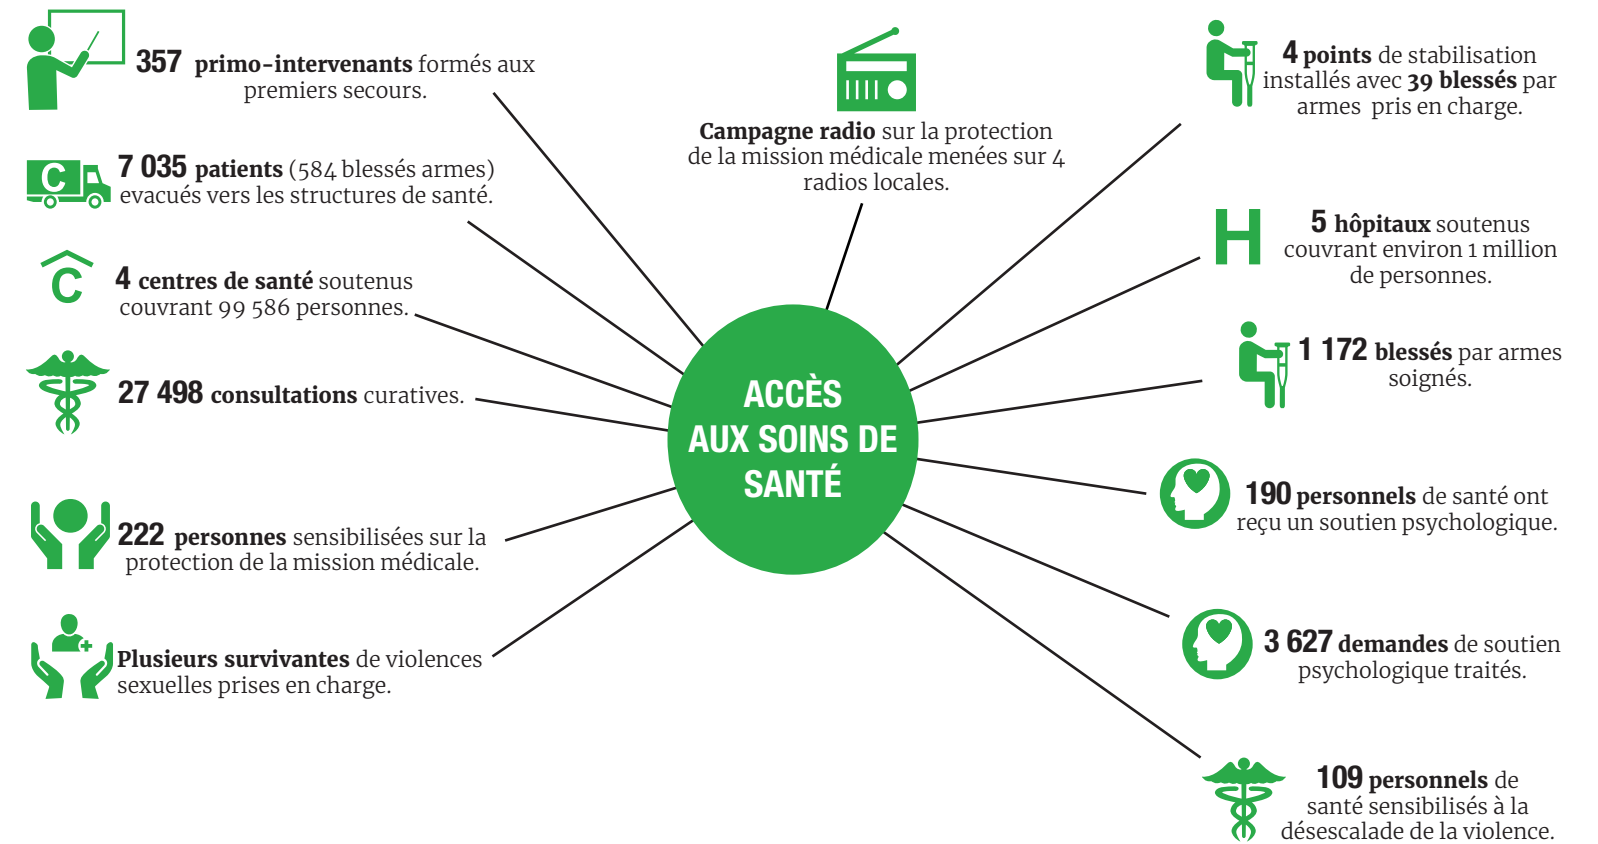 357 primo-intervenants formés aux
premiers secours.
7 035 patients (584 blessés armes)
evacués vers les structures de santé.
C
4 centres de santé soutenus
couvrant 99 586 personnes.
C
27 498 consultations curatives.
222 personnes sensibilisées sur la
protection de la mission médicale.
Plusieurs survivantes de violences
sexuelles prises en charge.
Campagne radio sur la protection
de la mission médicale menées sur 4
radios locales.
ACCÈS
AUX SOINS DE
SANTÉ
4 points de stabilisation
installés avec 39 blessés par
armes pris en charge.
H
5 hôpitaux soutenus
couvrant environ 1 million
de personnes.
1 172 blessés par armes
soignés.
190 personnels de santé ont
reçu un soutien psychologique.
3 627 demandes de soutien
psychologique traités.
109 personnels de
santé sensibilisés à la
désescalade de la violence.